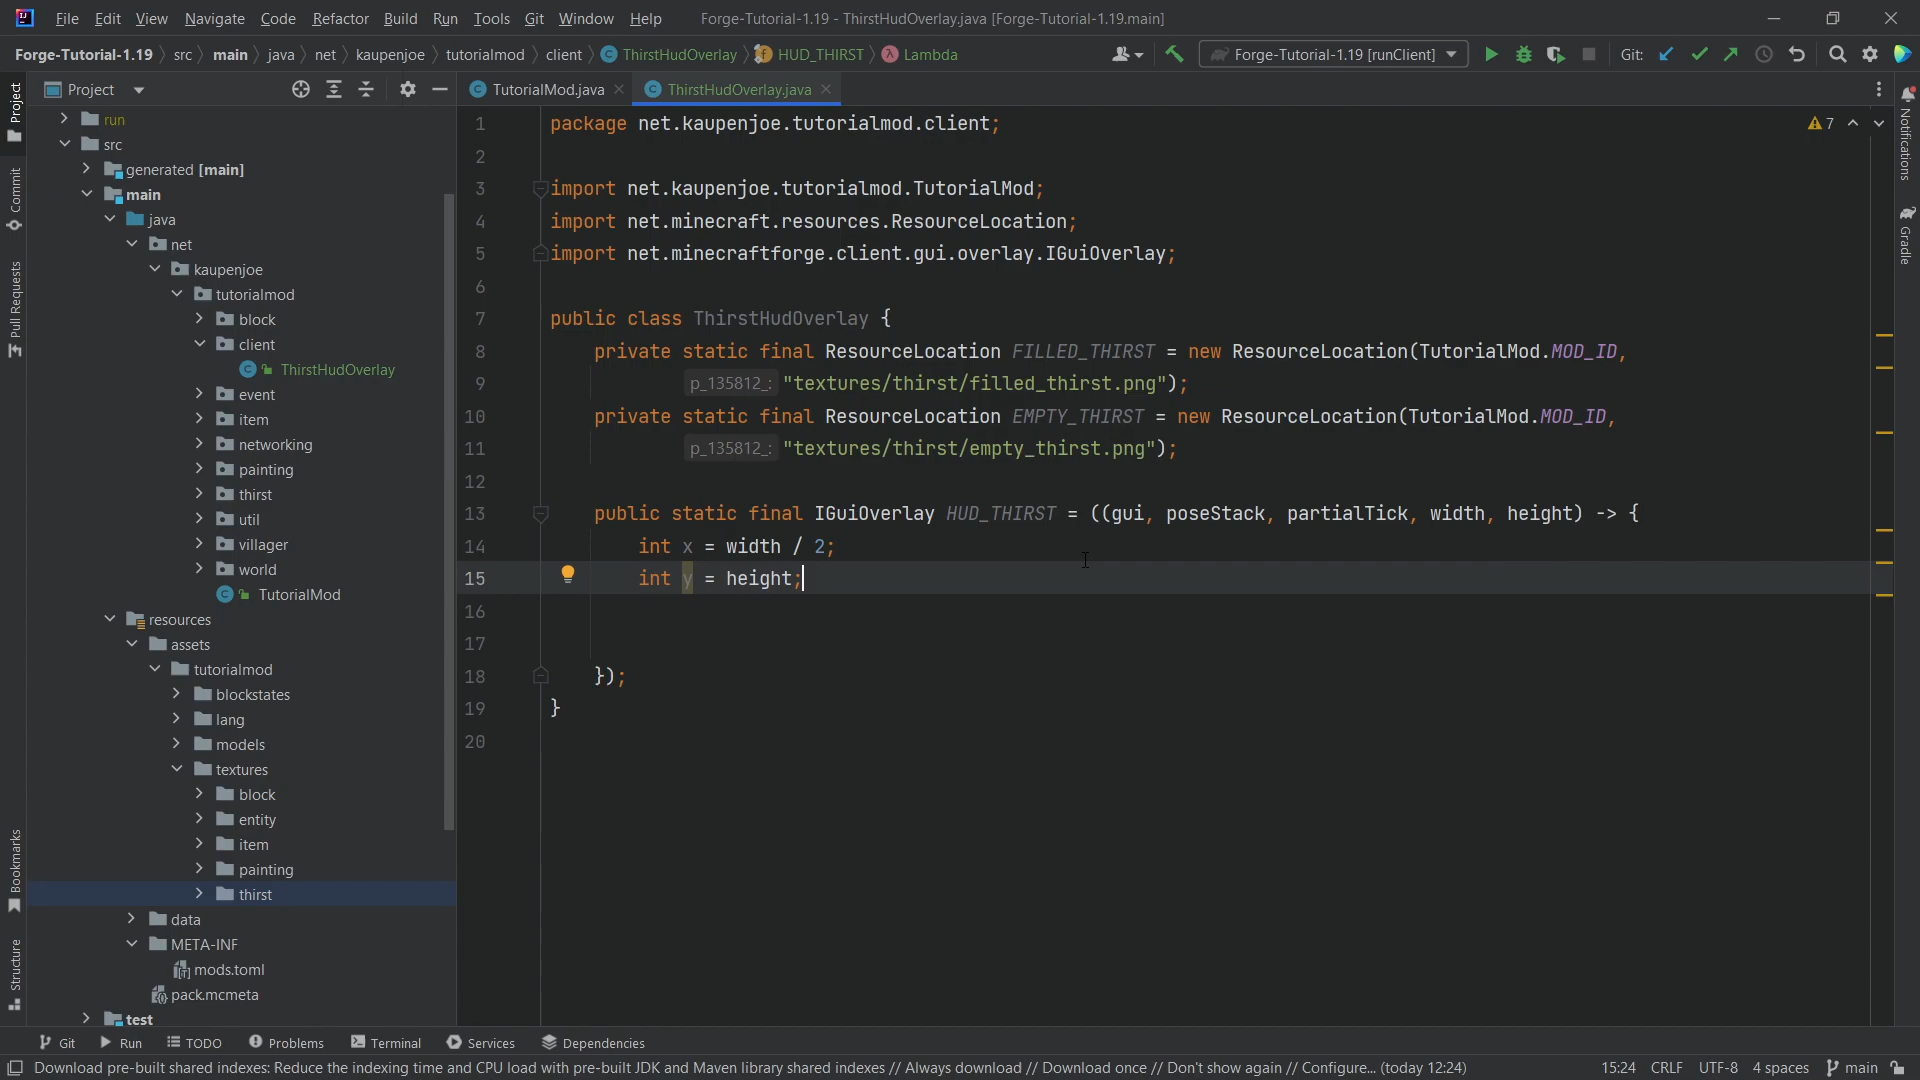 File Edit View Navigate Code Refactor Build Run Tools Git Window Help Forge-Tutorial-1.19 - ThirstHudOverlay.java [Forge-Tutorial-1.19.main]
Forge-Tutorial-1.19 src main java net kaupenjoe tutorialmod client ThirstHudOverlay HUD_THIRST Lambda Forge-Tutorial-1.19 [runClient] Git:
Project
TutorialMod.java ThirstHudOverlay.java
run
src
generated [main]
main
java
net
kaupenjoe
tutorialmod
block
client
ThirstHudOverlay
event
item
networking
painting
thirst
util
villager
world
TutorialMod
resources
assets
tutorialmod
blockstates
lang
models
textures
block
entity
item
painting
thirst
data
META-INF
mods.toml
pack.mcmeta
test
Project
Commit
Pull Requests
Bookmarks
Structure
1 package net.kaupenjoe.tutorialmod.client;
2
3 import net.kaupenjoe.tutorialmod.TutorialMod;
4 import net.minecraft.resources.ResourceLocation;
5 import net.minecraftforge.client.gui.overlay.IGuiOverlay;
6
7 public class ThirstHudOverlay {
8 private static final ResourceLocation FILLED_THIRST = new ResourceLocation(TutorialMod.MOD_ID,
9 p_135812_: "textures/thirst/filled_thirst.png");
10 private static final ResourceLocation EMPTY_THIRST = new ResourceLocation(TutorialMod.MOD_ID,
11 p_135812_: "textures/thirst/empty_thirst.png");
12
13 public static final IGuiOverlay HUD_THIRST = ((gui, poseStack, partialTick, width, height) -> {
14 int x = width / 2;
15 int y = height;
16
17
18 });
19 }
20
7
Notifications
Gradle
Git Run TODO Problems Terminal Services Dependencies
Download pre-built shared indexes: Reduce the indexing time and CPU load with pre-built JDK and Maven library shared indexes // Always download // Download once // Don't show again // Configure... (today 12:24) 15:24 CRLF UTF-8 4 spaces main